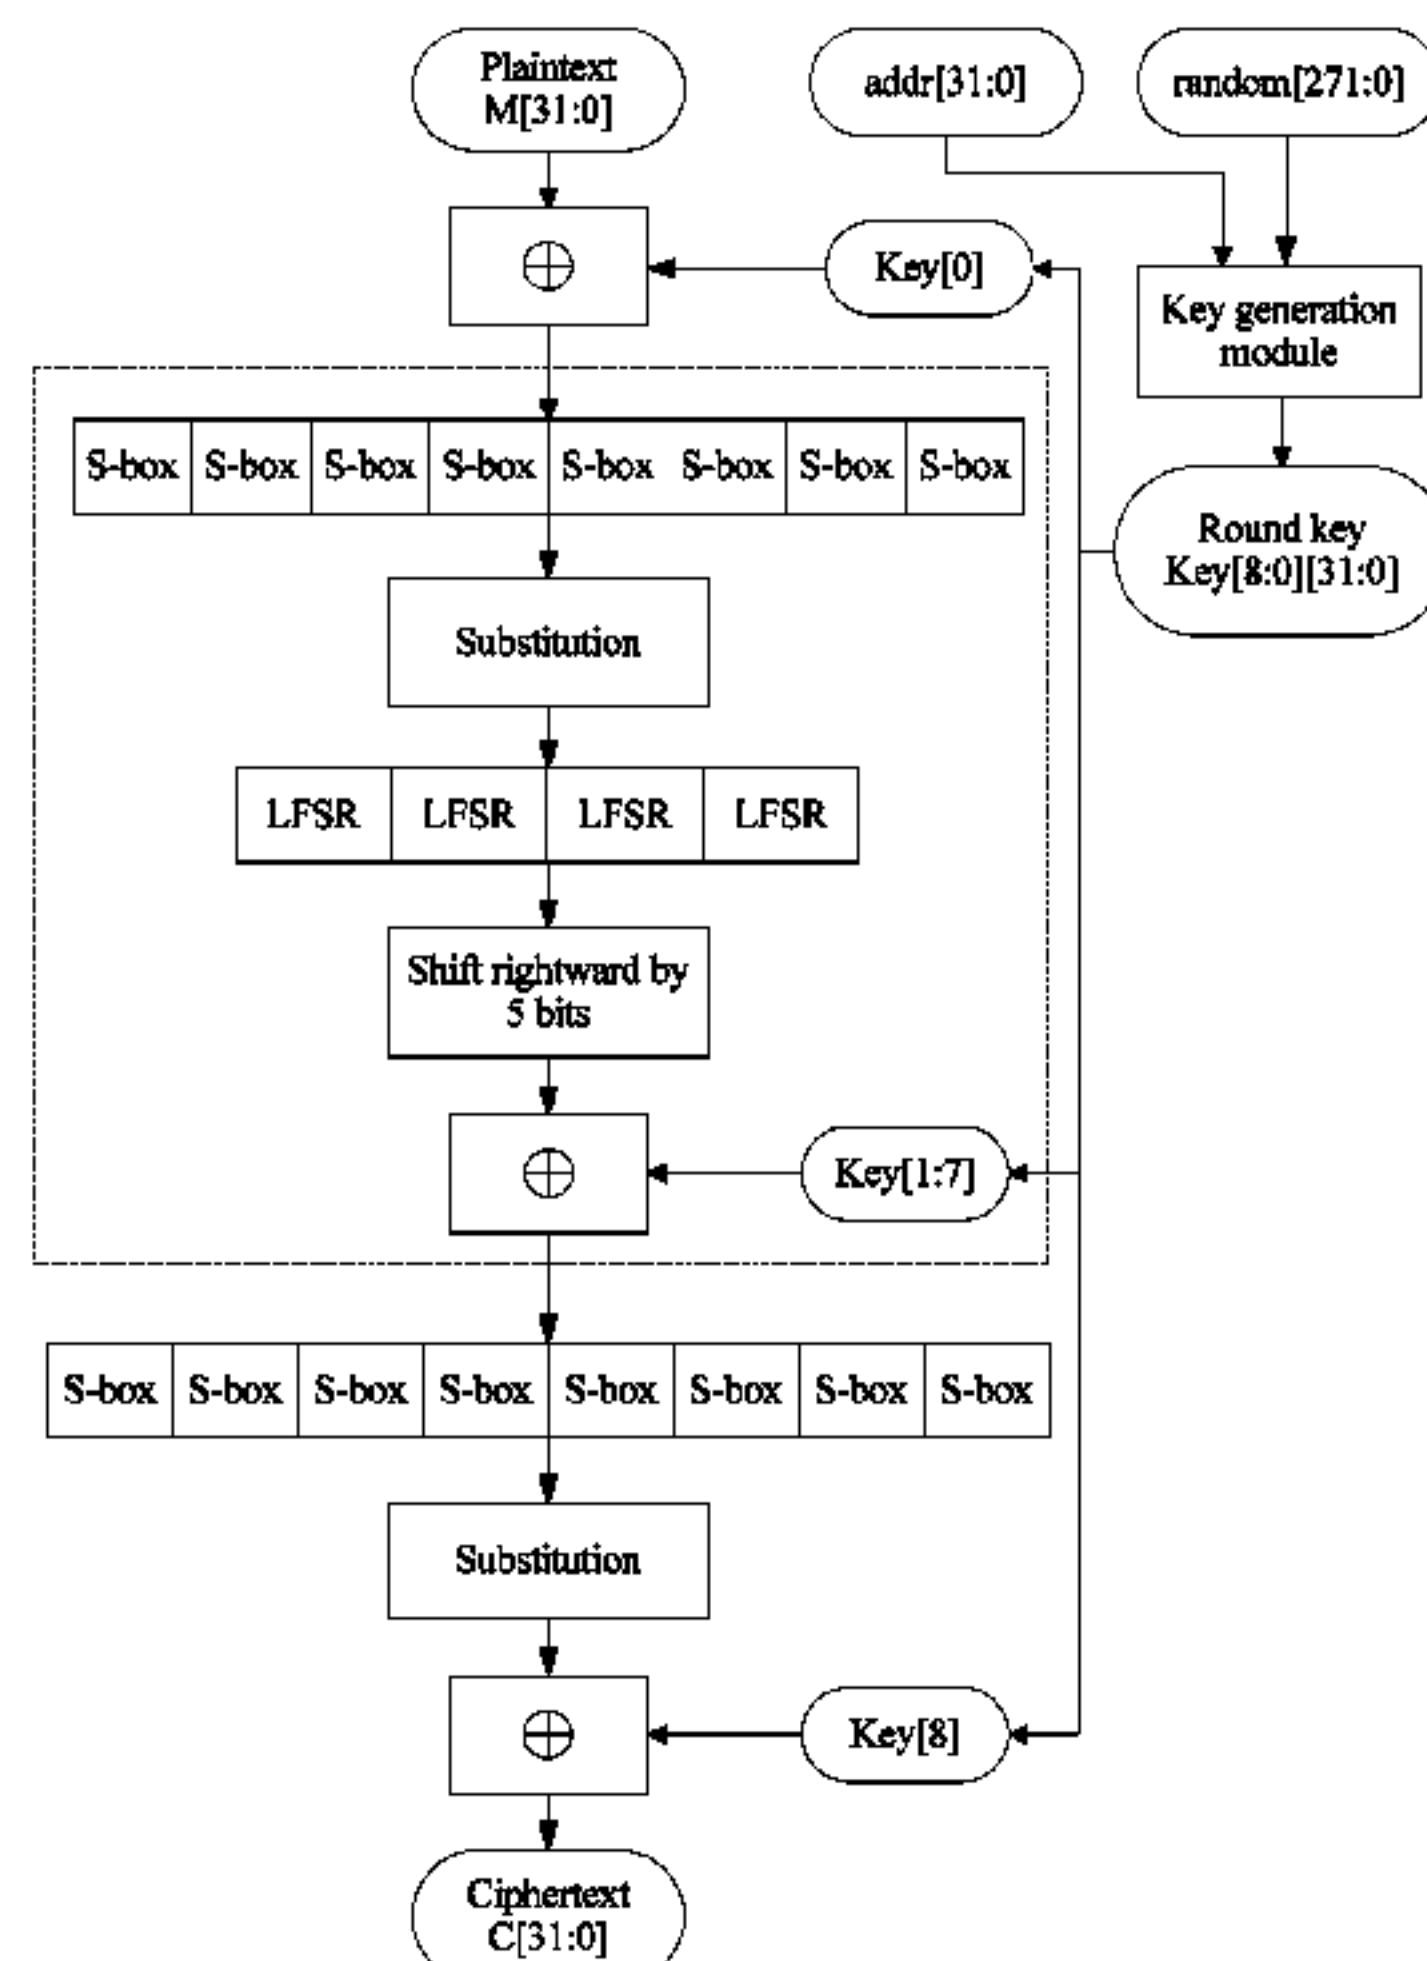 Plaintext
M[31:0]
addr[31:0]
random[271:0]
Key[0]
Key generation
module
S-box S-box S-box S-box S-box S-box S-box S-box
Round key
Key[8:0][31:0]
Substitution
LFSR LFSR LFSR LFSR
Shift rightward by
5 bits
Key[1:7]
S-box S-box S-box S-box S-box S-box S-box S-box
Substitution
Key[8]
Ciphertext
C[31:0]